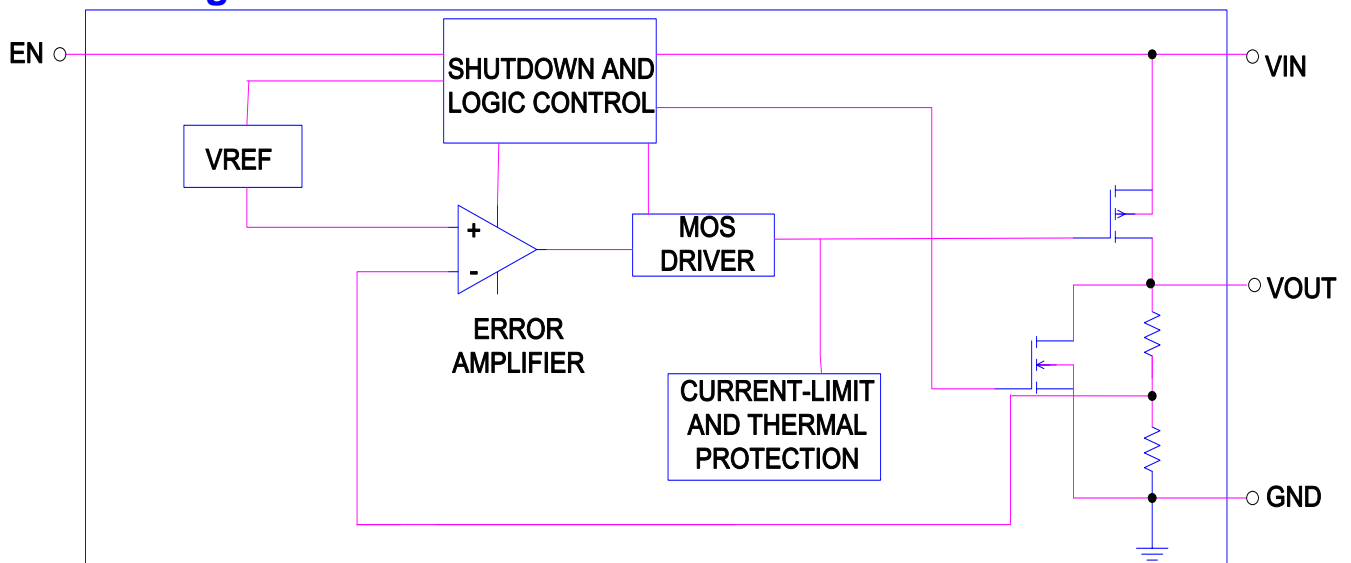 EN
SHUTDOWN AND
LOGIC CONTROL
VIN
VREF
+
-
MOS
DRIVER
VOUT
ERROR
AMPLIFIER
CURRENT-LIMIT
AND THERMAL
PROTECTION
GND